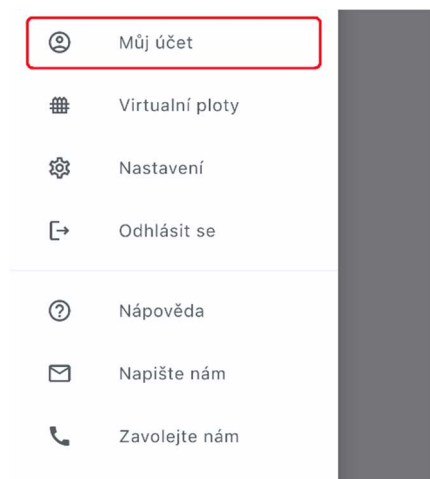 Můj účet
Virtualní ploty
Nastavení
Odhlásit se
Nápověda
Napište nám
Zavolejte nám